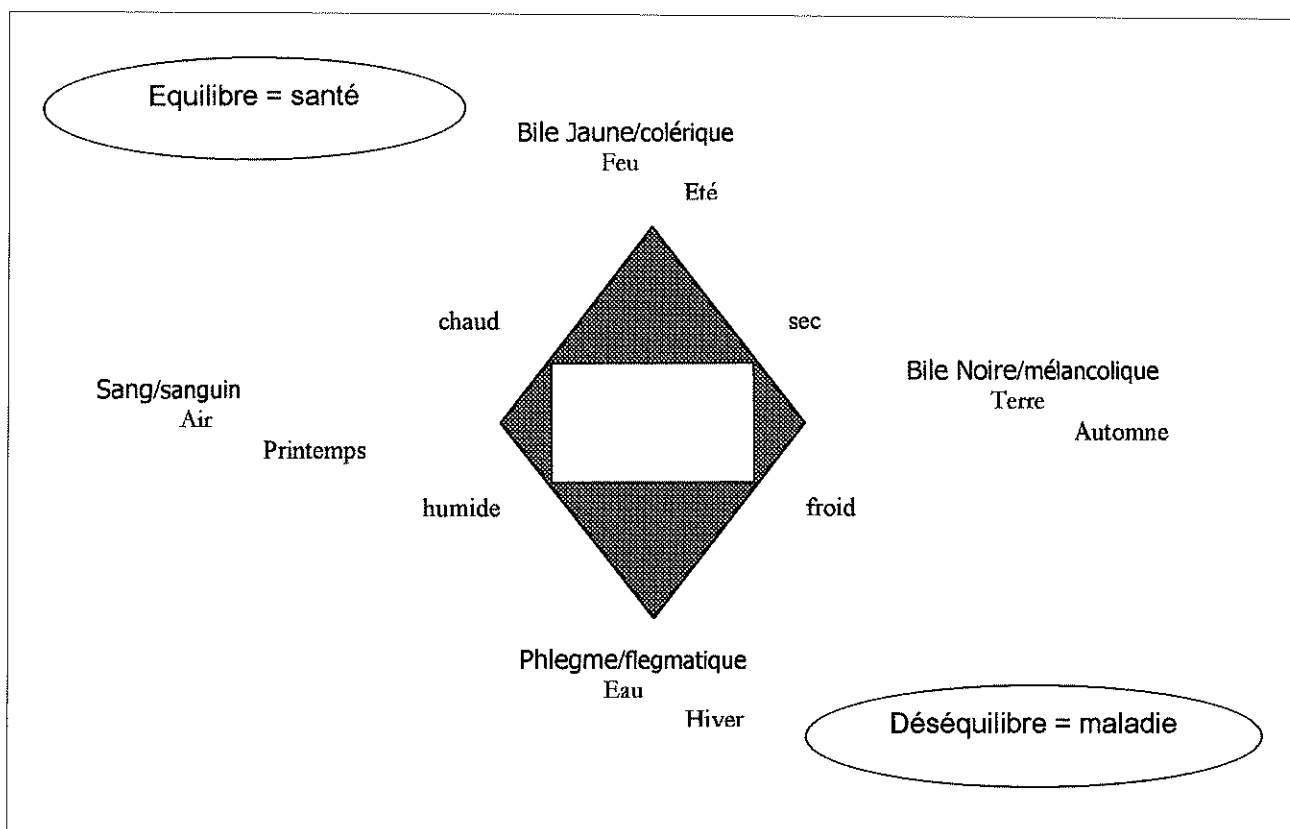 Equilibre = santé
Bile Jaune/colérique
Feu
Eté
chaud
sec
Sang/sanguin
Air
Printemps
Bile Noire/mélancolique
Terre
Automne
humide
froid
Phlegme/flegmatique
Eau
Hiver
Déséquilibre = maladie